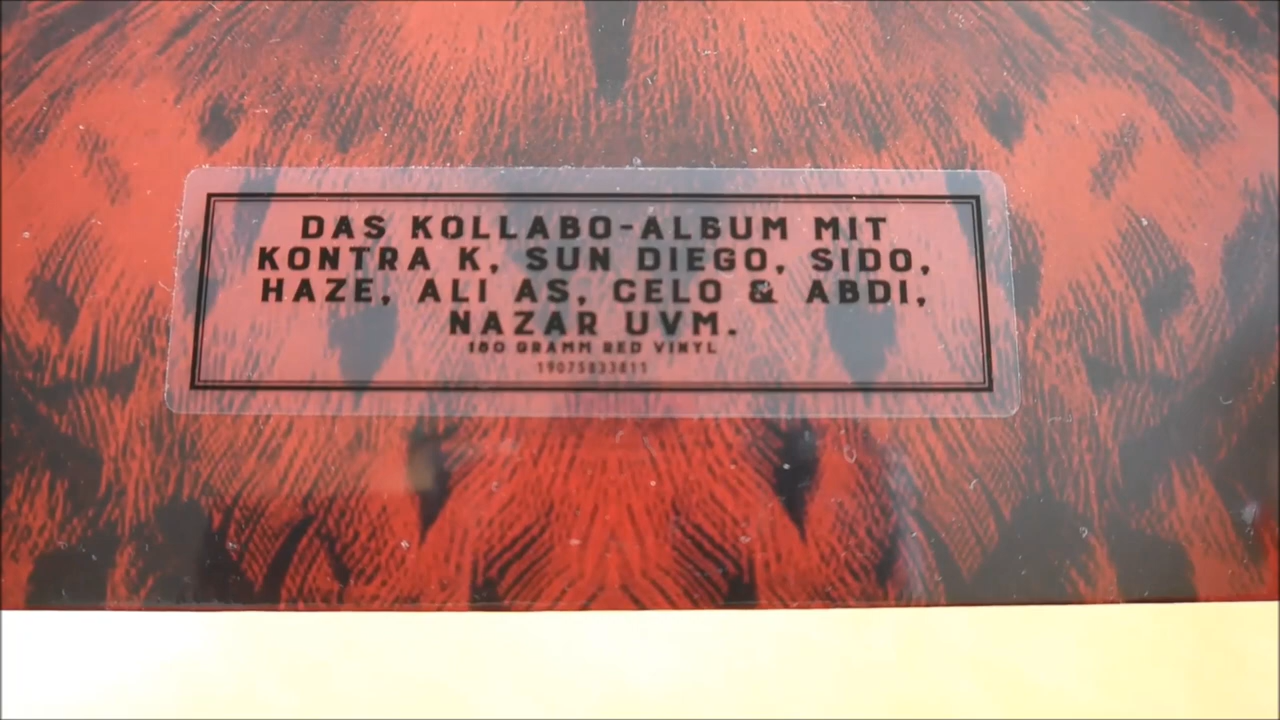 DAS KOLLABO-ALBUM MIT
KONTRA K, SUN DIEGO, SIDO,
HAZE, ALI AS, CELO & ABDI,
NAZAR UVM.
180 GRAMM RED VINYL
19075833811